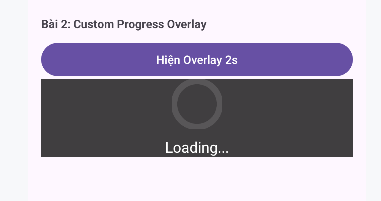 Bài 2: Custom Progress Overlay
Hiện Overlay 2s
Loading...